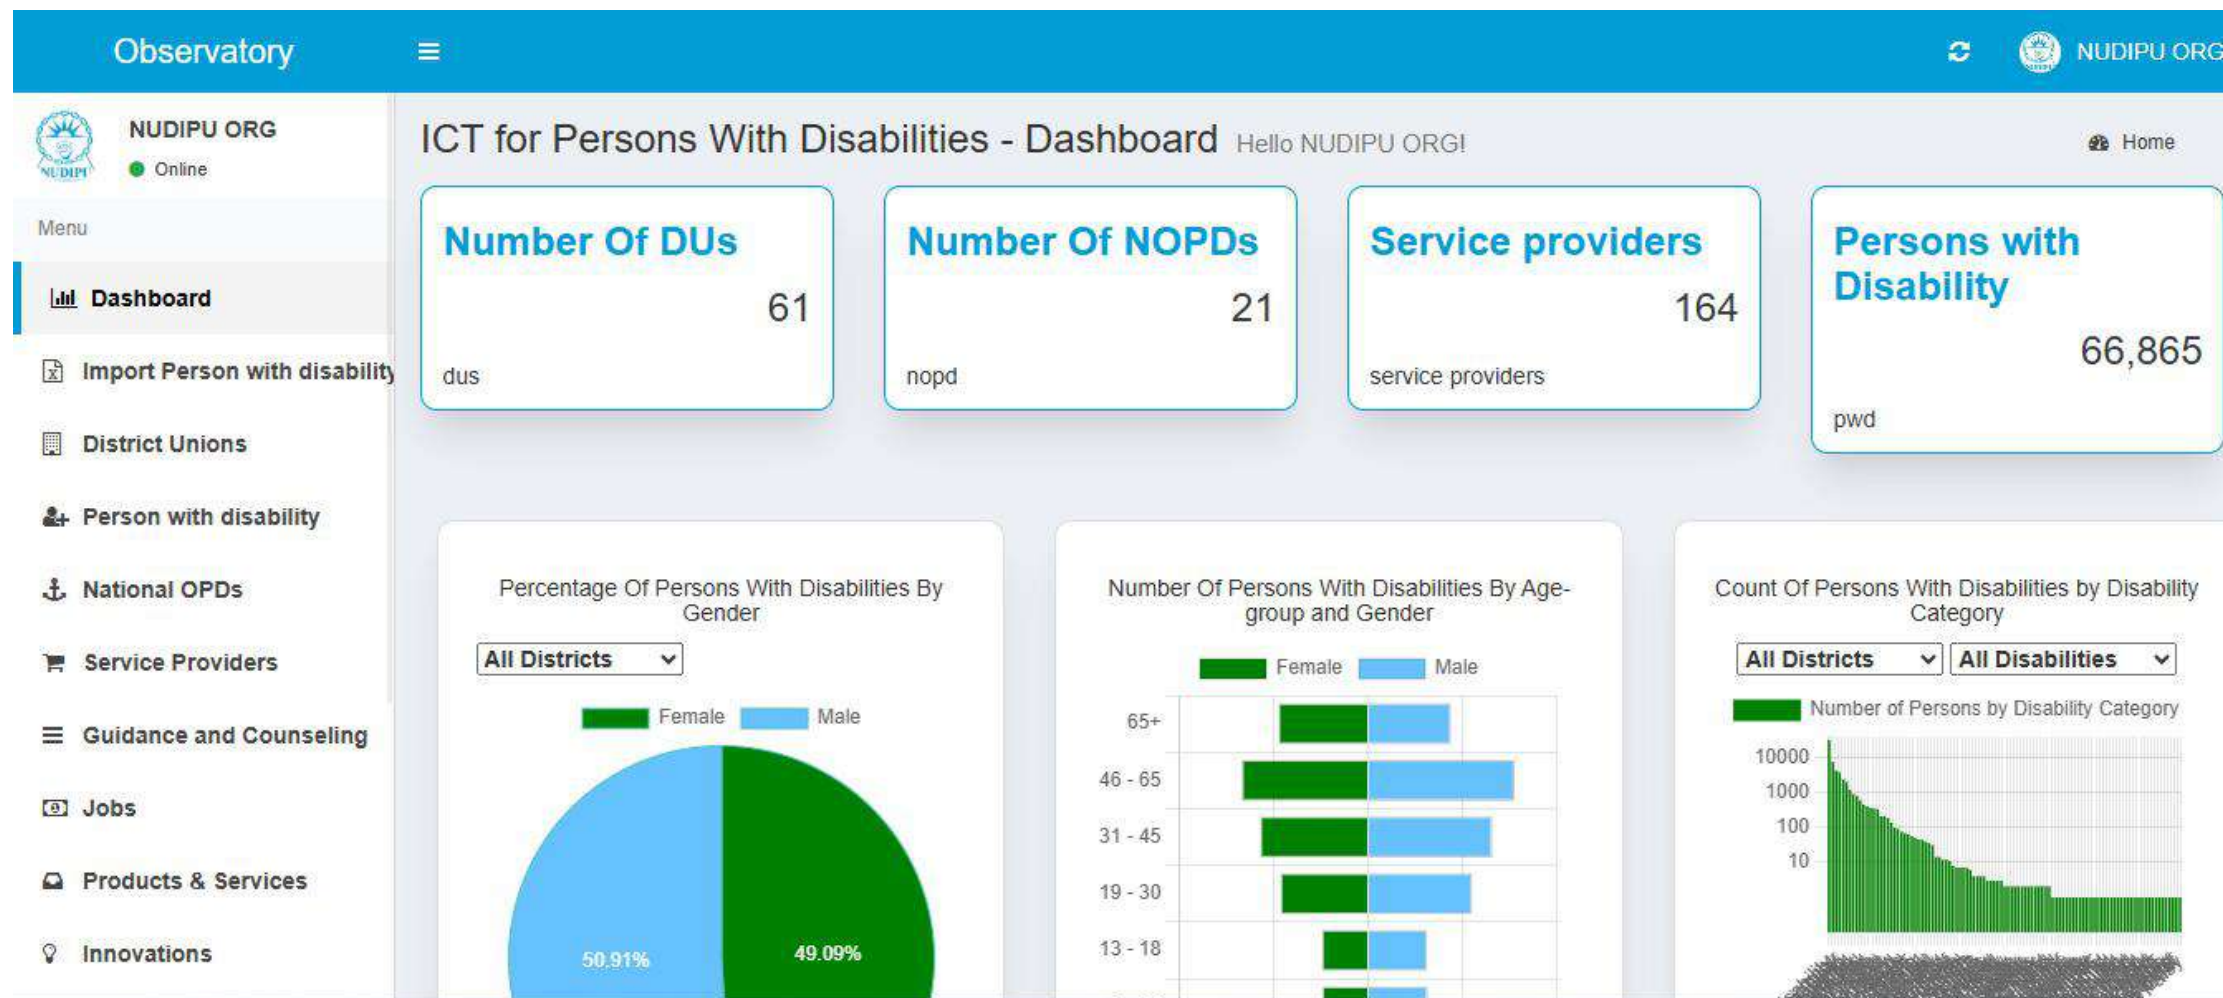 Observatory
NUDIPU ORG
NUDIPU ORG
Online
ICT for Persons With Disabilities - Dashboard Hello NUDIPU ORG!
Home
Menu
Dashboard
Import Person with disability
District Unions
Person with disability
National OPDs
Service Providers
Guidance and Counseling
Jobs
Products & Services
Innovations
Number Of DUs
61
dus
Number Of NOPDs
21
nopd
Service providers
164
service providers
Persons with
Disability
66,865
pwd
Percentage Of Persons With Disabilities By
Gender
All Districts
Female Male
50.91% 49.09%
Number Of Persons With Disabilities By Age-
group and Gender
Female Male
65+
46 - 65
31 - 45
19 - 30
13 - 18
Count Of Persons With Disabilities by Disability
Category
All Districts All Disabilities
Number of Persons by Disability Category
10000
1000
100
10